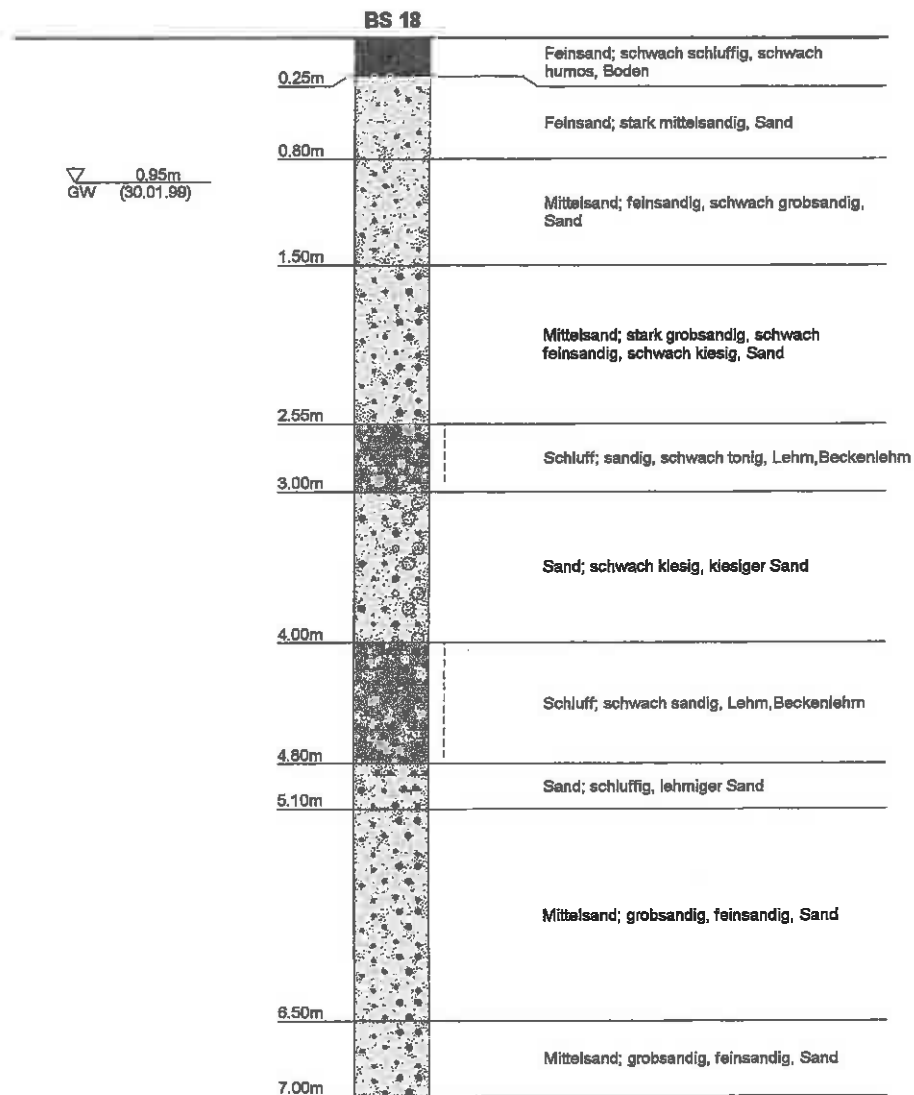 BS 18
Feinsand; schwach schluffig, schwach
humos, Boden
0.25m
Feinsand; stark mittelsandig, Sand
0.80m
0.95m
GW (30.01.99)
Mittelsand; feinsandig, schwach grobsandig,
Sand
1.50m
Mittelsand; stark grobsandig, schwach
feinsandig, schwach kiesig, Sand
2.55m
Schluff; sandig, schwach tonig, Lehm,Beckenlehm
3.00m
Sand; schwach kiesig, kiesiger Sand
4.00m
Schluff; schwach sandig, Lehm,Beckenlehm
4.80m
Sand; schluffig, lehmiger Sand
5.10m
Mittelsand; grobsandig, feinsandig, Sand
6.50m
Mittelsand; grobsandig, feinsandig, Sand
7.00m